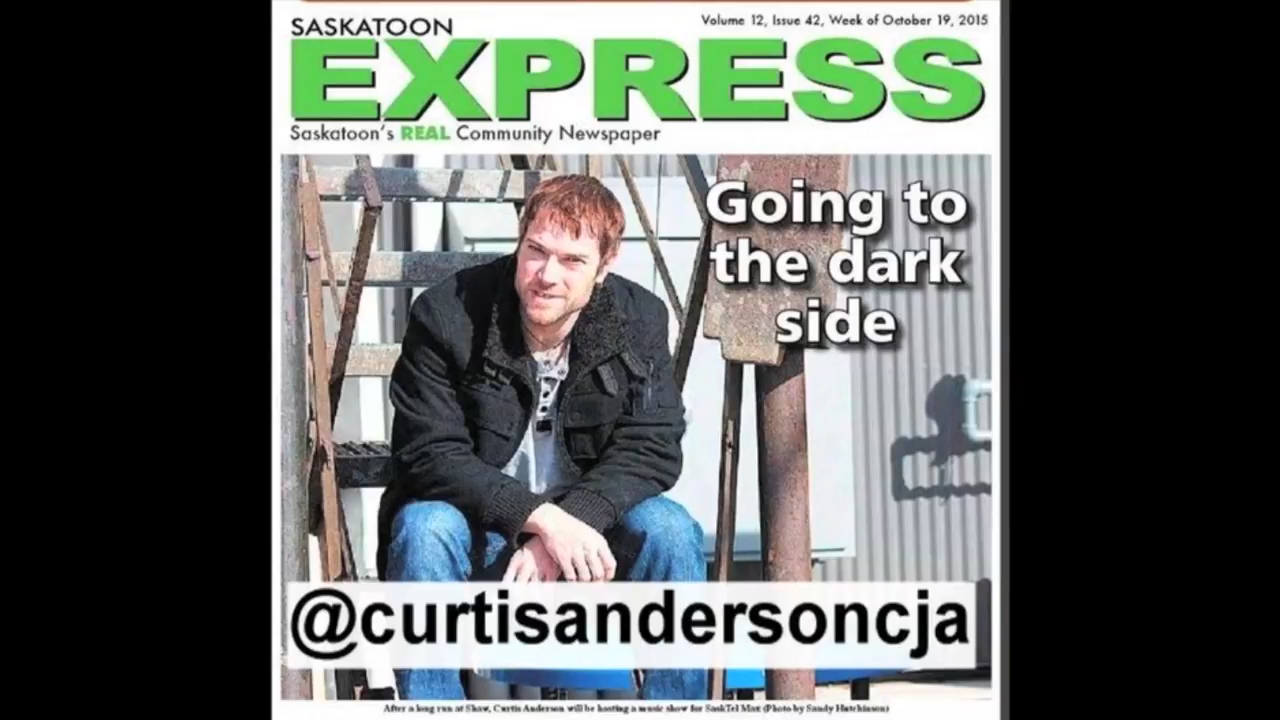 SASKATOON
Volume 12, Issue 42, Week of October 19, 2015
EXPRESS
Saskatoon's REAL Community Newspaper
Going to
the dark
side
@curtisandersoncja
After a long run at Shaw, Curtis Anderson will be hosting a music show for SaskTel Max (Photo by Sandy Hutchinson)